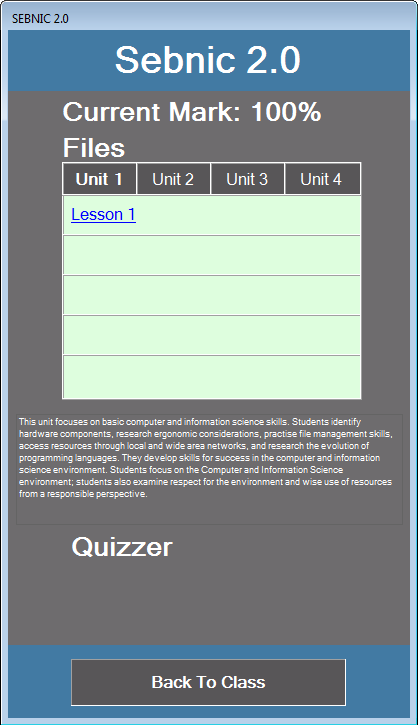 SEBNIC 2.0
Sebnic 2.0
Current Mark: 100%
Files
Unit 1 Unit 2 Unit 3 Unit 4
Lesson 1
This unit focuses on basic computer and information science skills. Students identify
hardware components, research ergonomic considerations, practise file management skills,
access resources through local and wide area networks, and research the evolution of
programming languages. They develop skills for success in the computer and information
science environment. Students focus on the Computer and Information Science
environment; students also examine respect for the environment and wise use of resources
from a responsible perspective.
Quizzer
Back To Class